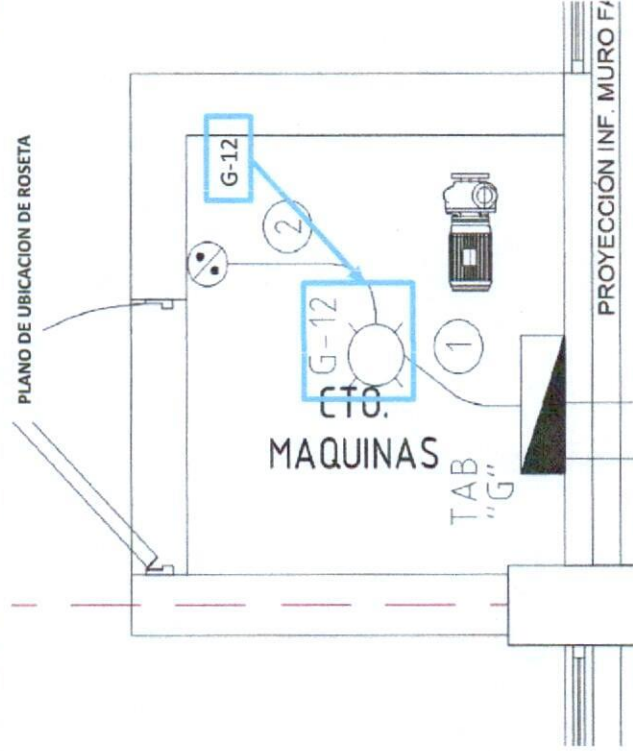 PLANO DE UBICACION DE ROSETA
G-12
2
G-12
1
CTO.
MAQUINAS
TAB
"G"
PROYECCIÓN INF. MURO